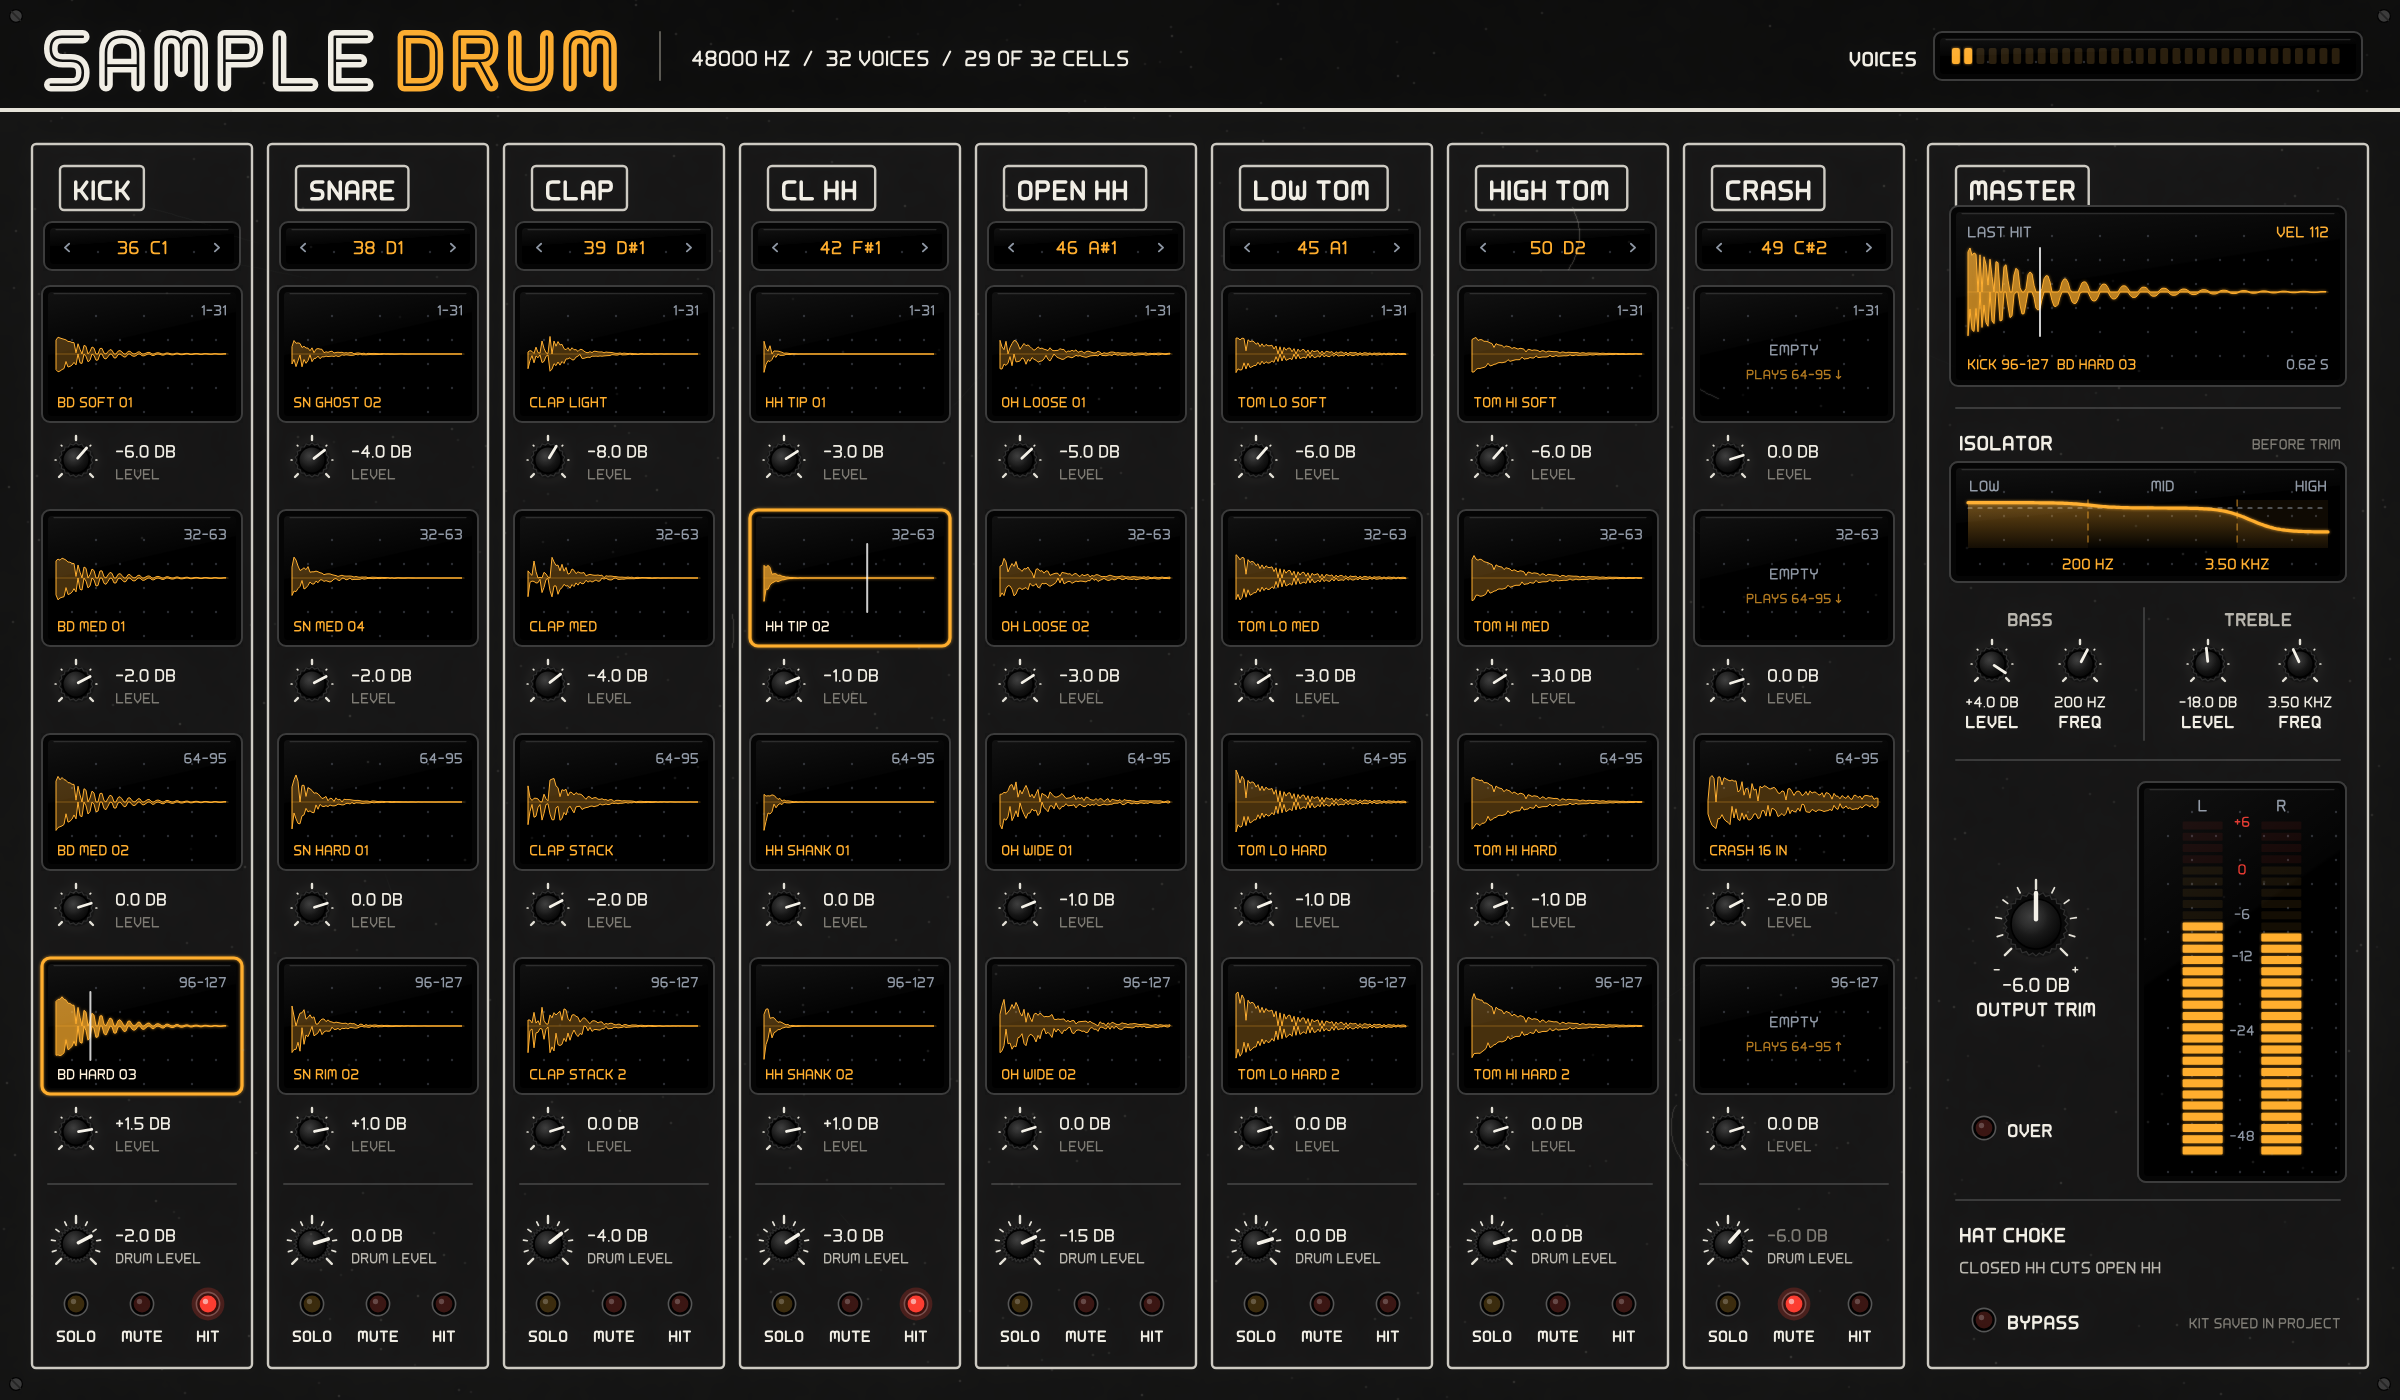 SAMPLE DRUM
48000 HZ / 32 VOICES / 29 OF 32 CELLS
VOICES
KICK
< 36 C1 >
1-31
BD SOFT 01
-6.0 DB
LEVEL
32-63
BD MED 01
-2.0 DB
LEVEL
64-95
BD MED 02
0.0 DB
LEVEL
96-127
BD HARD 03
+1.5 DB
LEVEL
-2.0 DB
DRUM LEVEL
SOLO MUTE HIT
SNARE
< 38 D1 >
1-31
SN GHOST 02
-4.0 DB
LEVEL
32-63
SN MED 04
-2.0 DB
LEVEL
64-95
SN HARD 01
0.0 DB
LEVEL
96-127
SN RIM 02
+1.0 DB
LEVEL
0.0 DB
DRUM LEVEL
SOLO MUTE HIT
CLAP
< 39 D#1 >
1-31
CLAP LIGHT
-8.0 DB
LEVEL
32-63
CLAP MED
-4.0 DB
LEVEL
64-95
CLAP STACK
-2.0 DB
LEVEL
96-127
CLAP STACK 2
0.0 DB
LEVEL
-4.0 DB
DRUM LEVEL
SOLO MUTE HIT
CL HH
< 42 F#1 >
1-31
HH TIP 01
-3.0 DB
LEVEL
32-63
HH TIP 02
-1.0 DB
LEVEL
64-95
HH SHANK 01
0.0 DB
LEVEL
96-127
HH SHANK 02
+1.0 DB
LEVEL
-3.0 DB
DRUM LEVEL
SOLO MUTE HIT
OPEN HH
< 46 A#1 >
1-31
OH LOOSE 01
-5.0 DB
LEVEL
32-63
OH LOOSE 02
-3.0 DB
LEVEL
64-95
OH WIDE 01
-1.0 DB
LEVEL
96-127
OH WIDE 02
0.0 DB
LEVEL
-1.5 DB
DRUM LEVEL
SOLO MUTE HIT
LOW TOM
< 45 A1 >
1-31
TOM LO SOFT
-6.0 DB
LEVEL
32-63
TOM LO MED
-3.0 DB
LEVEL
64-95
TOM LO HARD
-1.0 DB
LEVEL
96-127
TOM LO HARD 2
0.0 DB
LEVEL
0.0 DB
DRUM LEVEL
SOLO MUTE HIT
HIGH TOM
< 50 D2 >
1-31
TOM HI SOFT
-6.0 DB
LEVEL
32-63
TOM HI MED
-3.0 DB
LEVEL
64-95
TOM HI HARD
-1.0 DB
LEVEL
96-127
TOM HI HARD 2
0.0 DB
LEVEL
0.0 DB
DRUM LEVEL
SOLO MUTE HIT
CRASH
< 49 C#2 >
1-31
EMPTY
PLAYS 64-95 ↓
0.0 DB
LEVEL
32-63
EMPTY
PLAYS 64-95 ↓
0.0 DB
LEVEL
64-95
CRASH 16 IN
-2.0 DB
LEVEL
96-127
EMPTY
PLAYS 64-95 ↑
0.0 DB
LEVEL
-6.0 DB
DRUM LEVEL
SOLO MUTE HIT
MASTER
LAST HIT VEL 112
KICK 96-127 BD HARD 03 0.62 S
ISOLATOR BEFORE TRIM
LOW MID HIGH
200 HZ 3.50 KHZ
BASS TREBLE
+4.0 DB 200 HZ -18.0 DB 3.50 KHZ
LEVEL FREQ LEVEL FREQ
L R
+6
0
-6
-12
-24
-48
- +
-6.0 DB
OUTPUT TRIM
OVER
HAT CHOKE
CLOSED HH CUTS OPEN HH
BYPASS KIT SAVED IN PROJECT